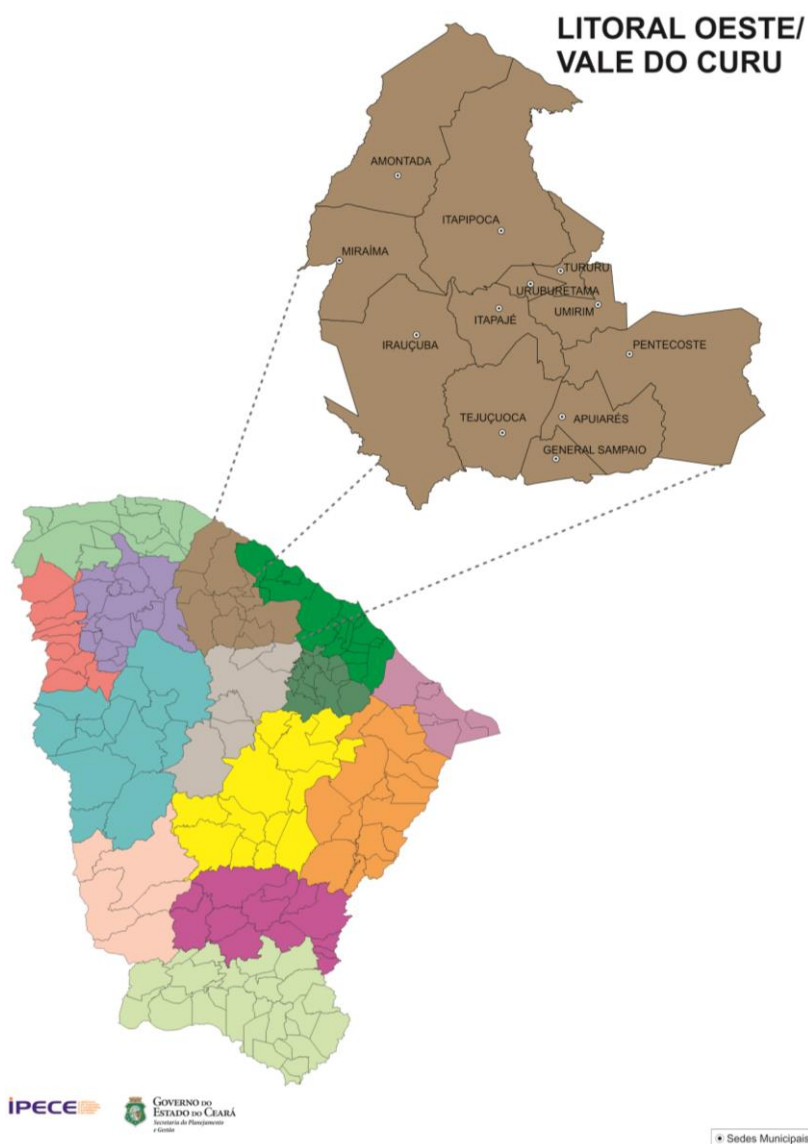 LITORAL OESTE/
VALE DO CURU
AMONTADA
ITAPIPOCA
MIRAÍMA
TURURU
URUBURETAMA
ITAPAJÉ
UMIRIM
IRAUÇUBA
PENTECOSTE
TEJUÇUOCA
APUIARÉS
GENERAL SAMPAIO
IPECE
GOVERNO DO
ESTADO DO CEARÁ
Secretaria do Planejamento
e Gestão
Sedes Municipais